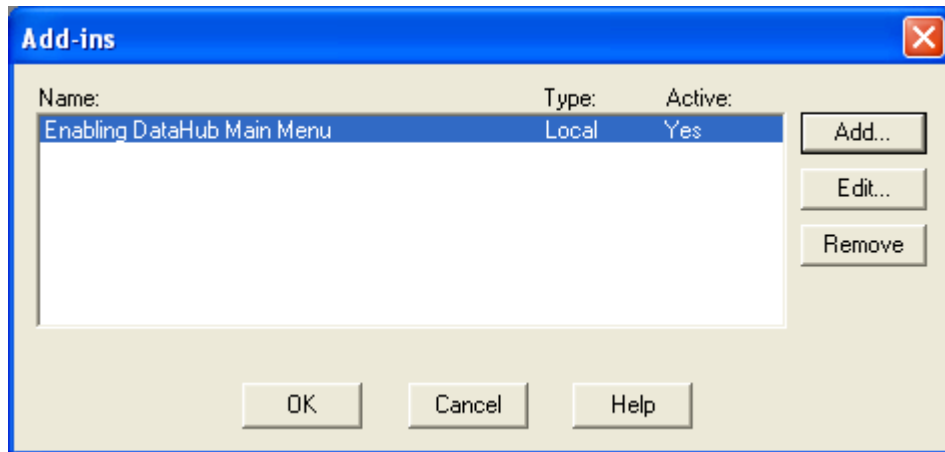 Add-ins
Name: Type: Active:
Enabling DataHub Main Menu Local Yes
Add...
Edit...
Remove
OK Cancel Help